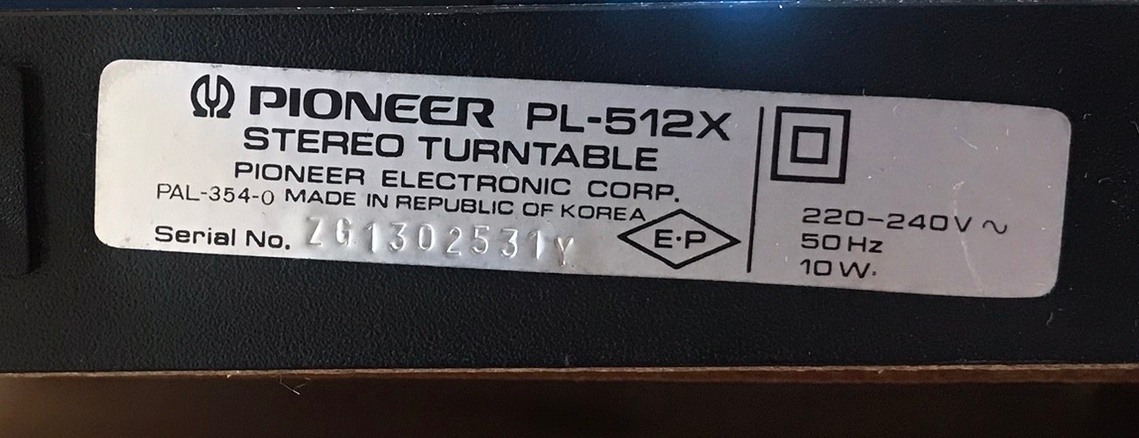 PIONEER PL-512X
STEREO TURNTABLE
PIONEER ELECTRONIC CORP.
PAL-354-0 MADE IN REPUBLIC OF KOREA
Serial No. ZG1302531Y
E·P
220-240V ~
50 Hz
10 W.